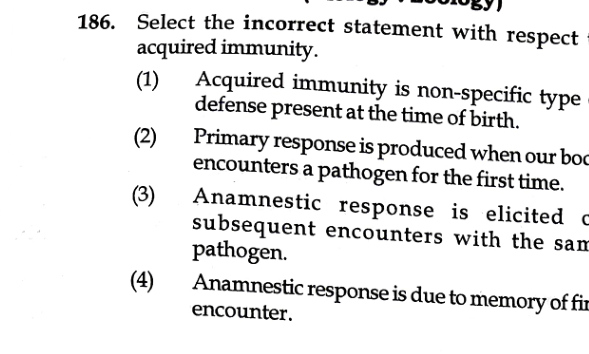 186. Select the incorrect statement with respect
acquired immunity.
(1) Acquired immunity is non-specific type
defense present at the time of birth.
(2) Primary response is produced when our
encounters a pathogen for the first time.
(3) Anamnestic response is elicited
subsequent encounters with the
pathogen.
(4) Anamnestic response is due to memory of
encounter.